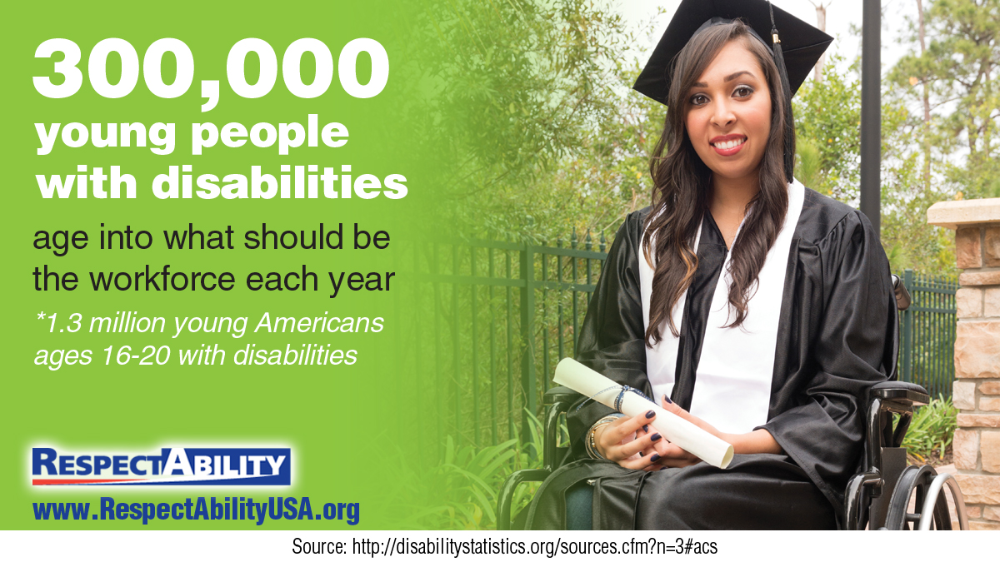 300,000
young people
with disabilities
age into what should be
the workforce each year
*1.3 million young Americans
ages 16-20 with disabilities
RESPECTABILITY
www.RespectAbilityUSA.org
Source: http://disabilitystatistics.org/sources.cfm?n=3#acs